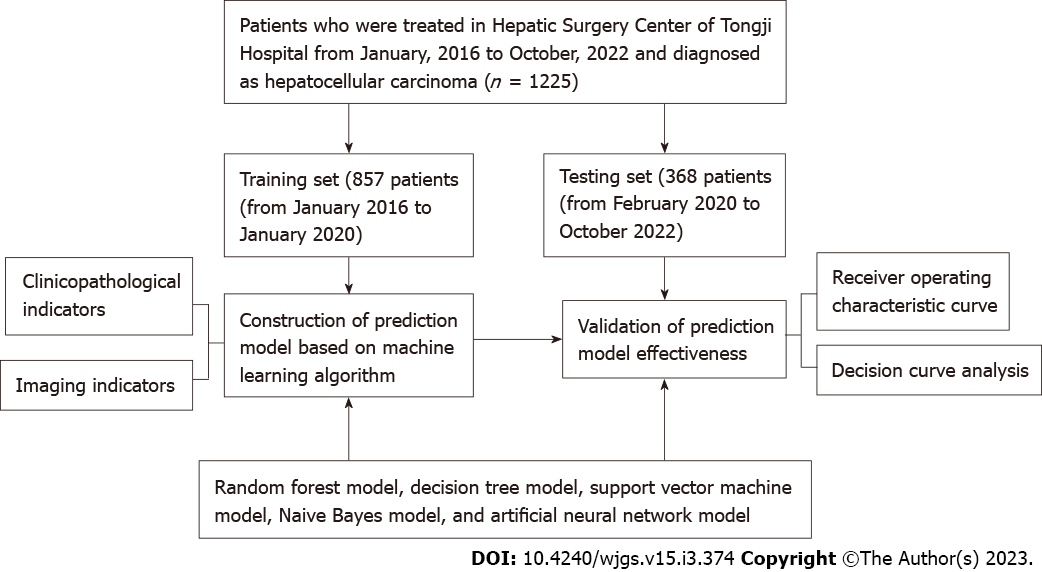 Patients who were treated in Hepatic Surgery Center of Tongji
Hospital from January, 2016 to October, 2022 and diagnosed
as hepatocellular carcinoma (n = 1225)
Training set (857 patients
(from January 2016 to
January 2020)
Testing set (368 patients
(from February 2020 to
October 2022)
Clinicopathological
indicators
Imaging indicators
Construction of prediction
model based on machine
learning algorithm
Validation of prediction
model effectiveness
Receiver operating
characteristic curve
Decision curve analysis
Random forest model, decision tree model, support vector machine
model, Naive Bayes model, and artificial neural network model
DOI: 10.4240/wjgs.v15.i3.374 Copyright ©The Author(s) 2023.